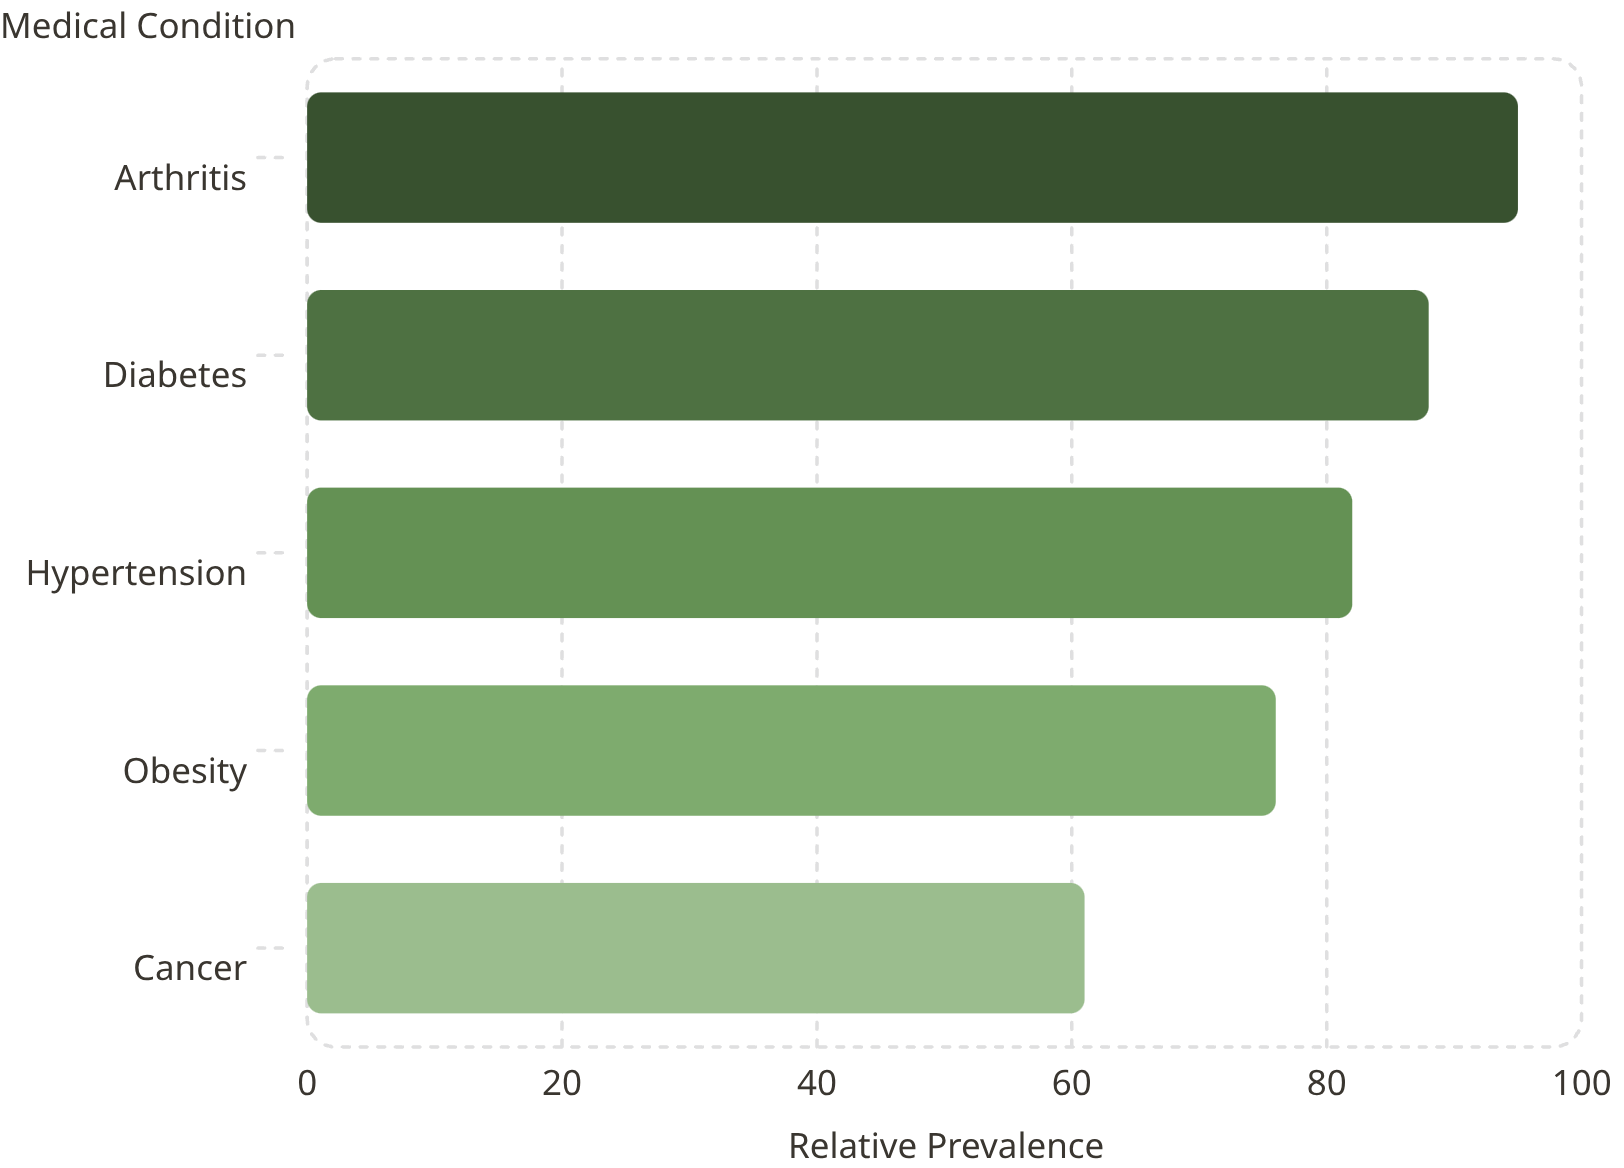 Medical Condition
Arthritis
Diabetes
Hypertension
Obesity
Cancer
0 20 40 60 80 100
Relative Prevalence